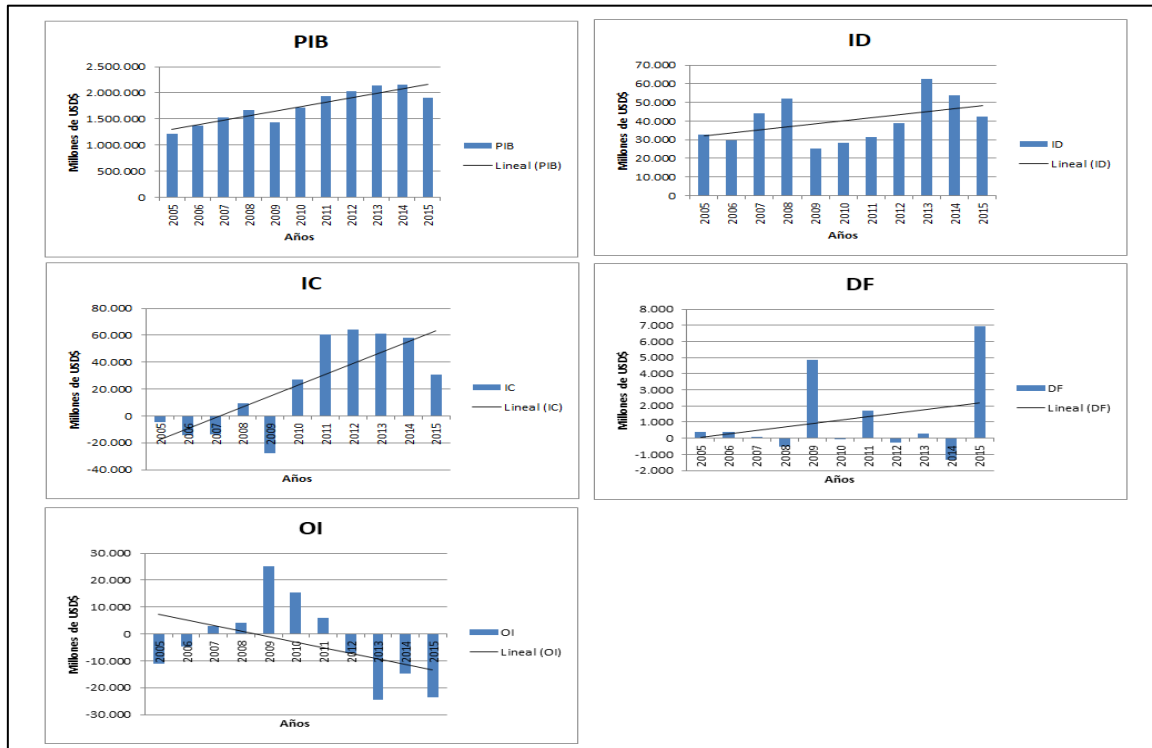 PIB
Millones de USD$
2.500.000
2.000.000
1.500.000
1.000.000
500.000
0
PIB
Lineal (PIB)
2005 2006 2007 2008 2009 2010 2011 2012 2013 2014 2015
Años
ID
Millones de USD$
70.000
60.000
50.000
40.000
30.000
20.000
10.000
0
ID
Lineal (ID)
2005 2006 2007 2008 2009 2010 2011 2012 2013 2014 2015
Años
IC
Millones de USD$
80.000
60.000
40.000
20.000
0
-20.000
-40.000
IC
Lineal (IC)
2005 2006 2007 2008 2009 2010 2011 2012 2013 2014 2015
Años
DF
Millones de USD$
8.000
7.000
6.000
5.000
4.000
3.000
2.000
1.000
0
-1.000
-2.000
DF
Lineal (DF)
2005 2006 2007 2008 2009 2010 2011 2012 2013 2014 2015
Años
OI
Millones de USD$
30.000
20.000
10.000
0
-10.000
-20.000
-30.000
OI
Lineal (OI)
2005 2006 2007 2008 2009 2010 2011 2012 2013 2014 2015
Años